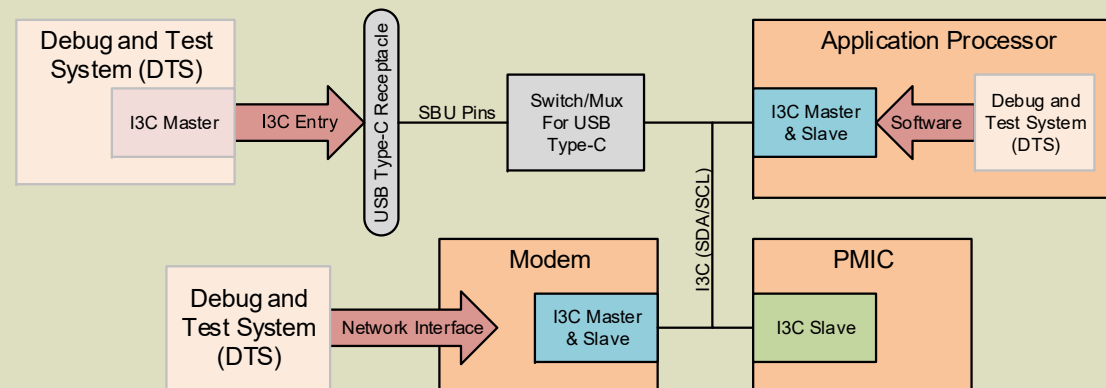 Debug and Test
System (DTS)
I3C Master
I3C Entry
USB Type-C Receptacle
SBU Pins
Switch/Mux
For USB
Type-C
Application Processor
I3C Master
& Slave
Software
Debug and
Test System
(DTS)
I3C (SDA/SCL)
Debug and
Test System
(DTS)
Network Interface
Modem
I3C Master
& Slave
PMIC
I3C Slave